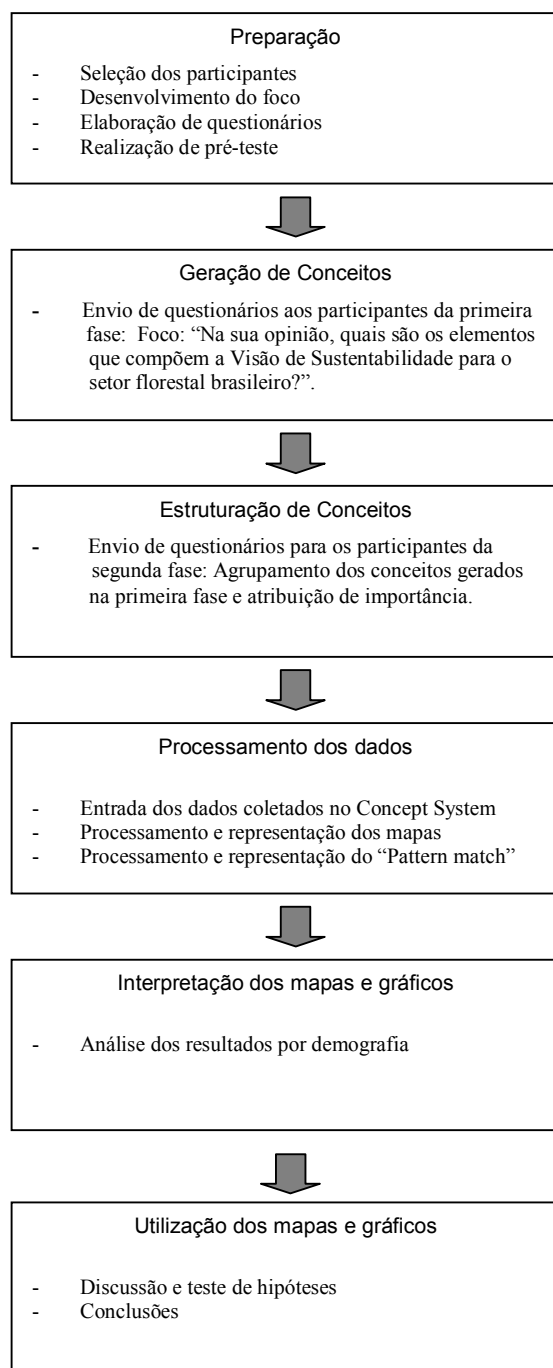 Preparação
- Seleção dos participantes
- Desenvolvimento do foco
- Elaboração de questionários
- Realização de pré-teste
Geração de Conceitos
- Envio de questionários aos participantes da primeira
fase: Foco: “Na sua opinião, quais são os elementos
que compõem a Visão de Sustentabilidade para o
setor florestal brasileiro?”.
Estruturação de Conceitos
- Envio de questionários para os participantes da
segunda fase: Agrupamento dos conceitos gerados
na primeira fase e atribuição de importância.
Processamento dos dados
- Entrada dos dados coletados no Concept System
- Processamento e representação dos mapas
- Processamento e representação do “Pattern match”
Interpretação dos mapas e gráficos
- Análise dos resultados por demografia
Utilização dos mapas e gráficos
- Discussão e teste de hipóteses
- Conclusões